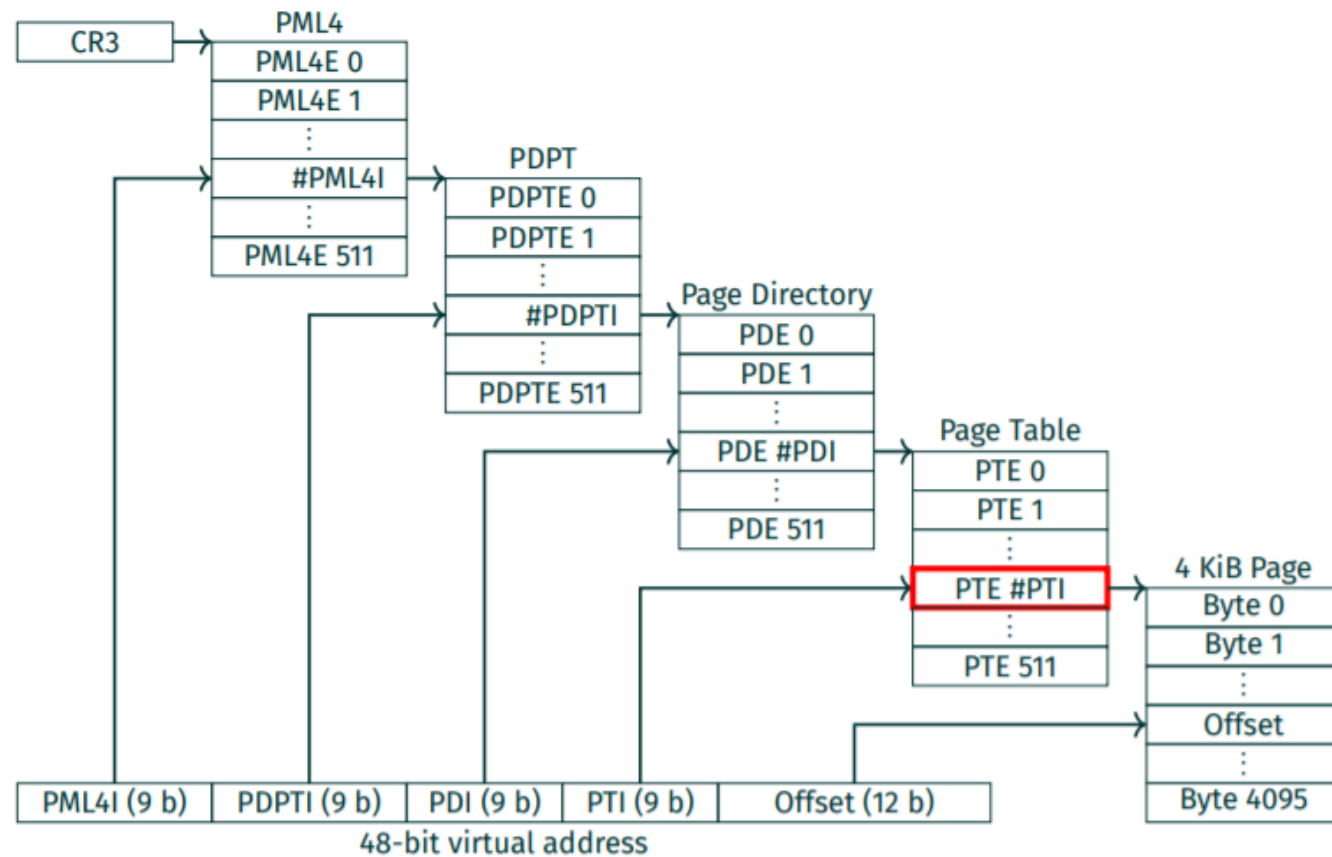 CR3
PML4
PML4E 0
PML4E 1
⋮
#PML4I
⋮
PML4E 511
PDPT
PDPTE 0
PDPTE 1
⋮
#PDPTI
⋮
PDPTE 511
Page Directory
PDE 0
PDE 1
⋮
PDE #PDI
⋮
PDE 511
Page Table
PTE 0
PTE 1
⋮
PTE #PTI
⋮
PTE 511
4 KiB Page
Byte 0
Byte 1
⋮
Offset
⋮
Byte 4095
PML4I (9 b) PDPTI (9 b) PDI (9 b) PTI (9 b) Offset (12 b)
48-bit virtual address